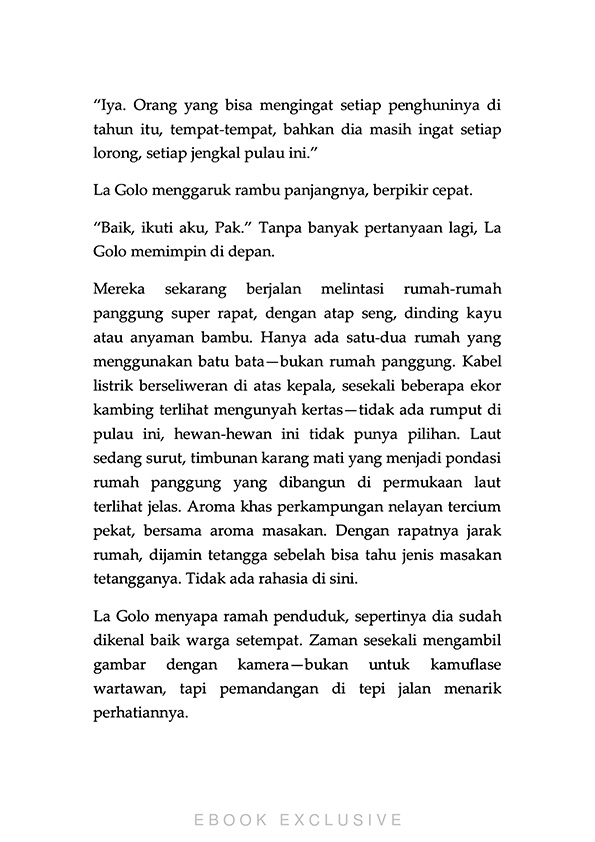 “Iya. Orang yang bisa mengingat setiap penghuninya di
tahun itu, tempat-tempat, bahkan dia masih ingat setiap
lorong, setiap jengkal pulau ini.”
La Golo menggaruk rambu panjangnya, berpikir cepat.
“Baik, ikuti aku, Pak.” Tanpa banyak pertanyaan lagi, La
Golo memimpin di depan.
Mereka sekarang berjalan melintasi rumah-rumah
panggung super rapat, dengan atap seng, dinding kayu
atau anyaman bambu. Hanya ada satu-dua rumah yang
menggunakan batu bata—bukan rumah panggung. Kabel
listrik berseliweran di atas kepala, sesekali beberapa ekor
kambing terlihat mengunyah kertas—tidak ada rumput di
pulau ini, hewan-hewan ini tidak punya pilihan. Laut
sedang surut, timbunan karang mati yang menjadi pondasi
rumah panggung yang dibangun di permukaan laut
terlihat jelas. Aroma khas perkampungan nelayan tercium
pekat, bersama aroma masakan. Dengan rapatnya jarak
rumah, dijamin tetangga sebelah bisa tahu jenis masakan
tetangganya. Tidak ada rahasia di sini.
La Golo menyapa ramah penduduk, sepertinya dia sudah
dikenal baik warga setempat. Zaman sesekali mengambil
gambar dengan kamera—bukan untuk kamuflase
wartawan, tapi pemandangan di tepi jalan menarik
perhatiannya.
EBOOK EXCLUSIVE